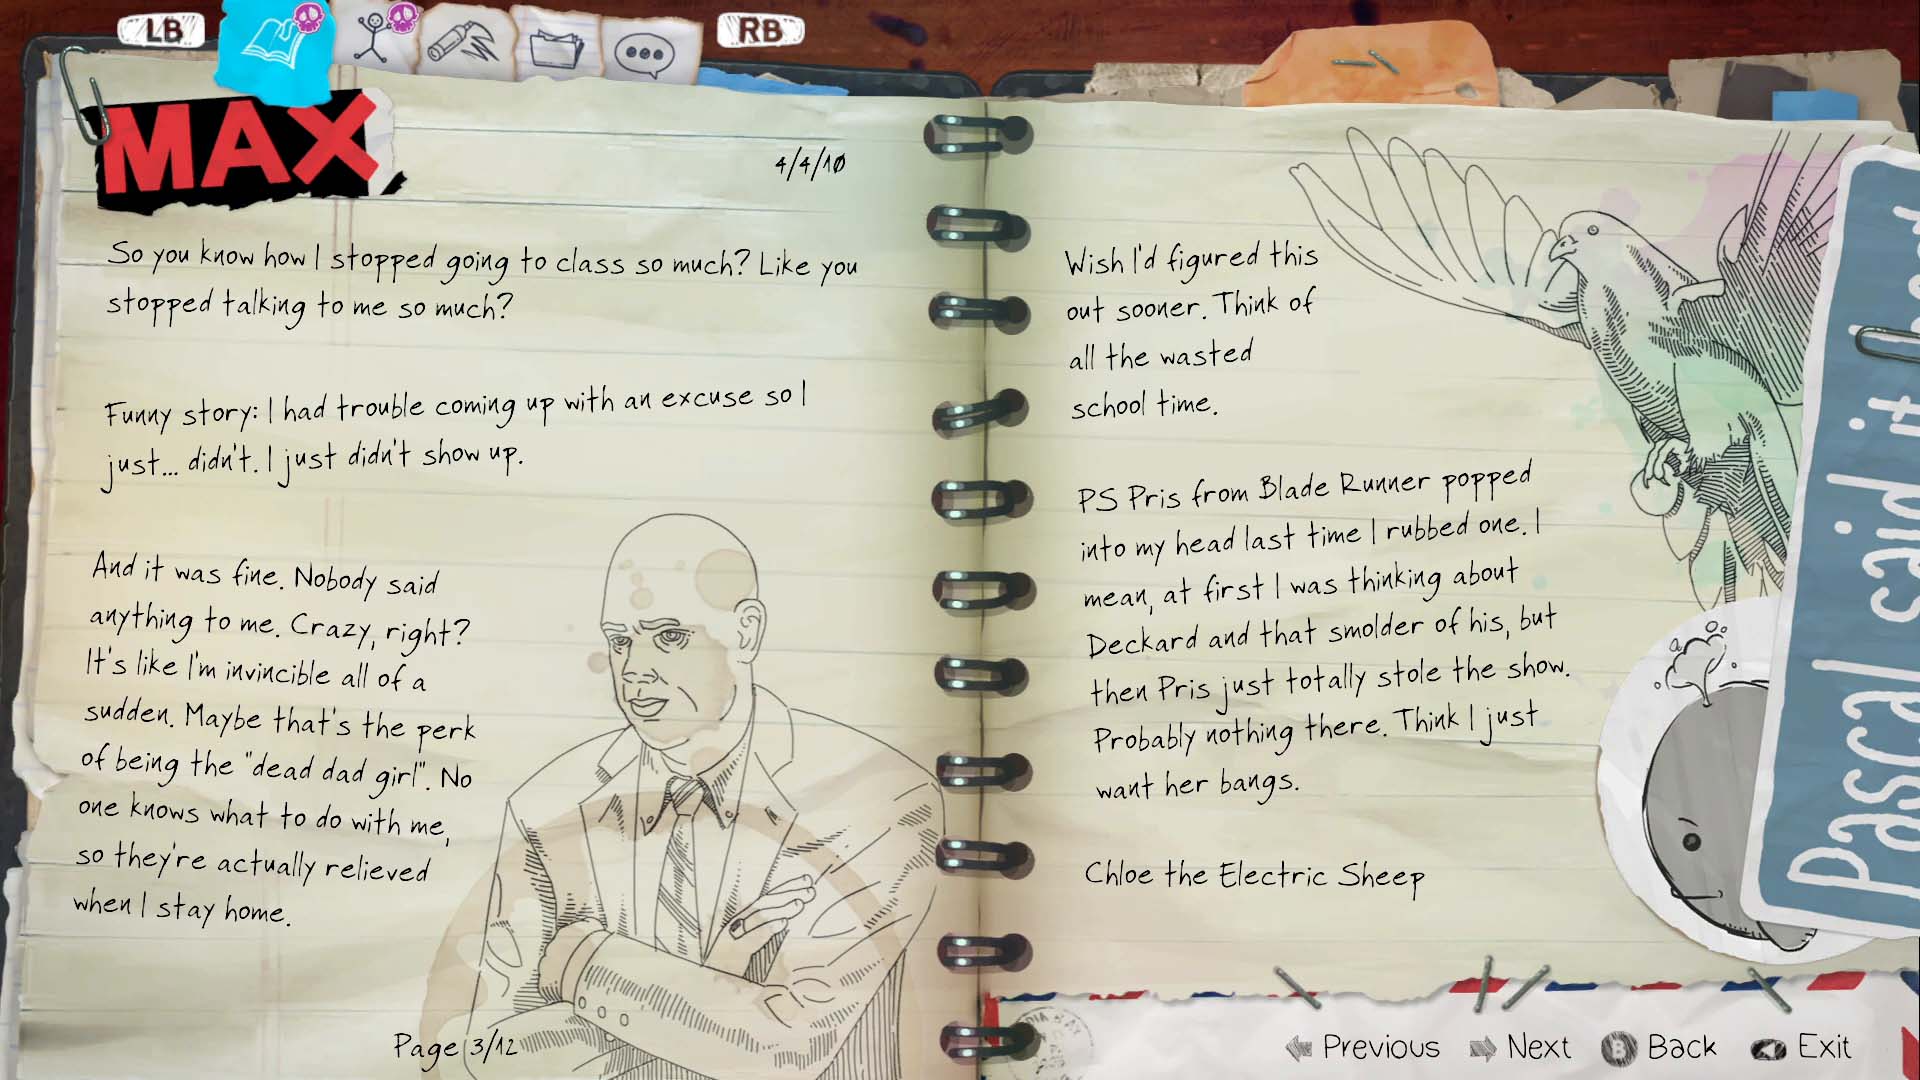 LB
RB
MAX
4/4/10
So you know how I stopped going to class so much? Like you
stopped talking to me so much?
Funny story: I had trouble coming up with an excuse so I
just... didn't. I just didn't show up.
And it was fine. Nobody said
anything to me. Crazy, right?
It's like I'm invincible all of a
sudden. Maybe that's the perk
of being the "dead dad girl". No
one knows what to do with me,
so they're actually relieved
when I stay home.
Page 3/12
Wish I'd figured this
out sooner. Think of
all the wasted
school time.
PS Pris from Blade Runner popped
into my head last time I rubbed one. I
mean, at first I was thinking about
Deckard and that smolder of his, but
then Pris just totally stole the show.
Probably nothing there. Think I just
want her bangs.
Chloe the Electric Sheep
Pascal said it
Previous
Next
B Back
Exit